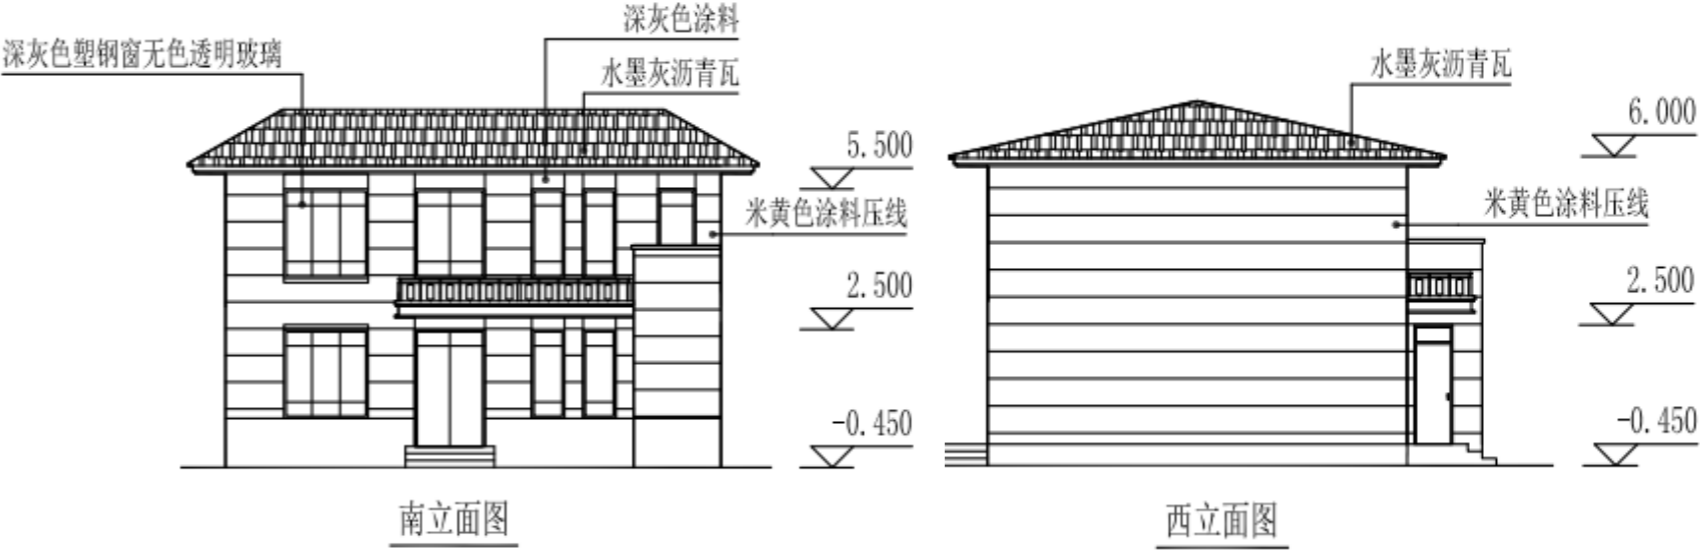 深灰色涂料
深灰色塑钢窗无色透明玻璃
水墨灰沥青瓦
5.500
米黄色涂料压线
2.500
-0.450
南立面图
水墨灰沥青瓦
6.000
米黄色涂料压线
2.500
-0.450
西立面图